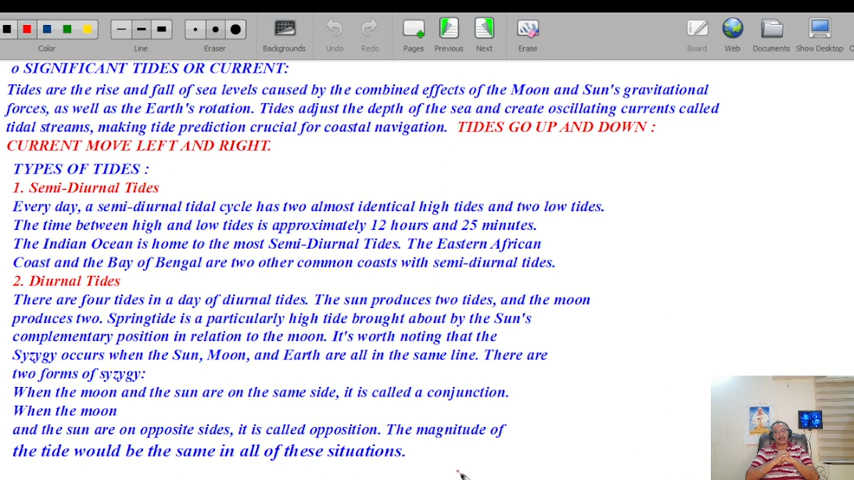 Color
Line
Eraser
Backgrounds
Undo
Redo
Pages
Previous
Next
Erase
Board
Web
Documents
Show Desktop
o SIGNIFICANT TIDES OR CURRENT:
Tides are the rise and fall of sea levels caused by the combined effects of the Moon and Sun's gravitational
forces, as well as the Earth's rotation. Tides adjust the depth of the sea and create oscillating currents called
tidal streams, making tide prediction crucial for coastal navigation. TIDES GO UP AND DOWN :
CURRENT MOVE LEFT AND RIGHT.
TYPES OF TIDES :
1. Semi-Diurnal Tides
Every day, a semi-diurnal tidal cycle has two almost identical high tides and two low tides.
The time between high and low tides is approximately 12 hours and 25 minutes.
The Indian Ocean is home to the most Semi-Diurnal Tides. The Eastern African
Coast and the Bay of Bengal are two other common coasts with semi-diurnal tides.
2. Diurnal Tides
There are four tides in a day of diurnal tides. The sun produces two tides, and the moon
produces two. Springtide is a particularly high tide brought about by the Sun's
complementary position in relation to the moon. It's worth noting that the
Syzygy occurs when the Sun, Moon, and Earth are all in the same line. There are
two forms of syzygy:
When the moon and the sun are on the same side, it is called a conjunction.
When the moon
and the sun are on opposite sides, it is called opposition. The magnitude of
the tide would be the same in all of these situations.